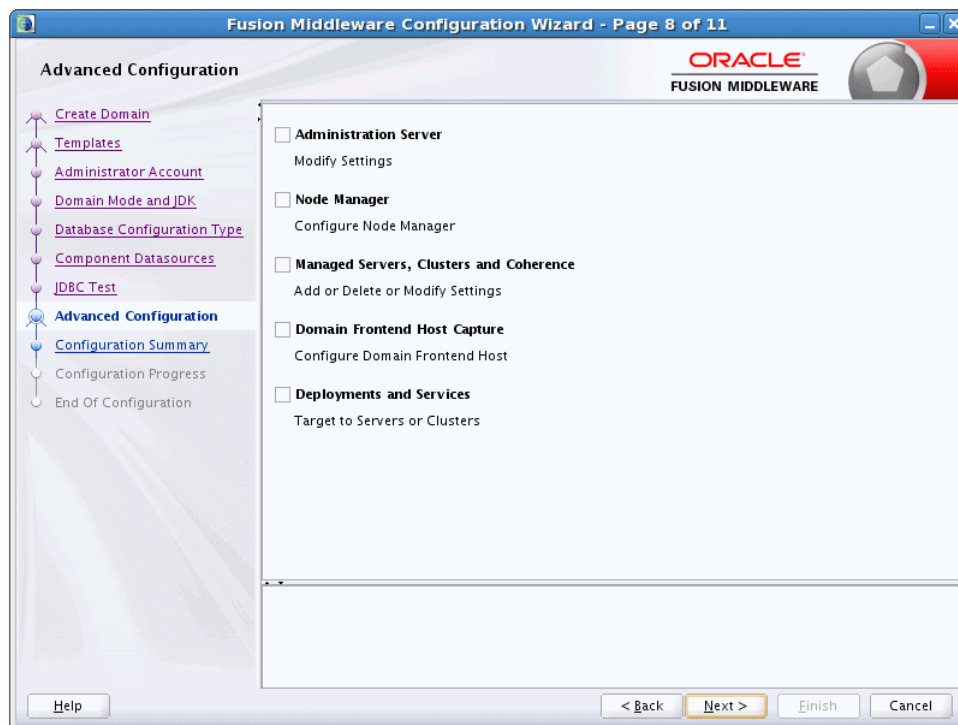 Fusion Middleware Configuration Wizard - Page 8 of 11
Advanced Configuration
ORACLE
FUSION MIDDLEWARE
Create Domain
Templates
Administrator Account
Domain Mode and JDK
Database Configuration Type
Component Datasources
JDBC Test
Advanced Configuration
Configuration Summary
Configuration Progress
End Of Configuration
Administration Server
Modify Settings
Node Manager
Configure Node Manager
Managed Servers, Clusters and Coherence
Add or Delete or Modify Settings
Domain Frontend Host Capture
Configure Domain Frontend Host
Deployments and Services
Target to Servers or Clusters
Help
< Back
Next >
Finish
Cancel